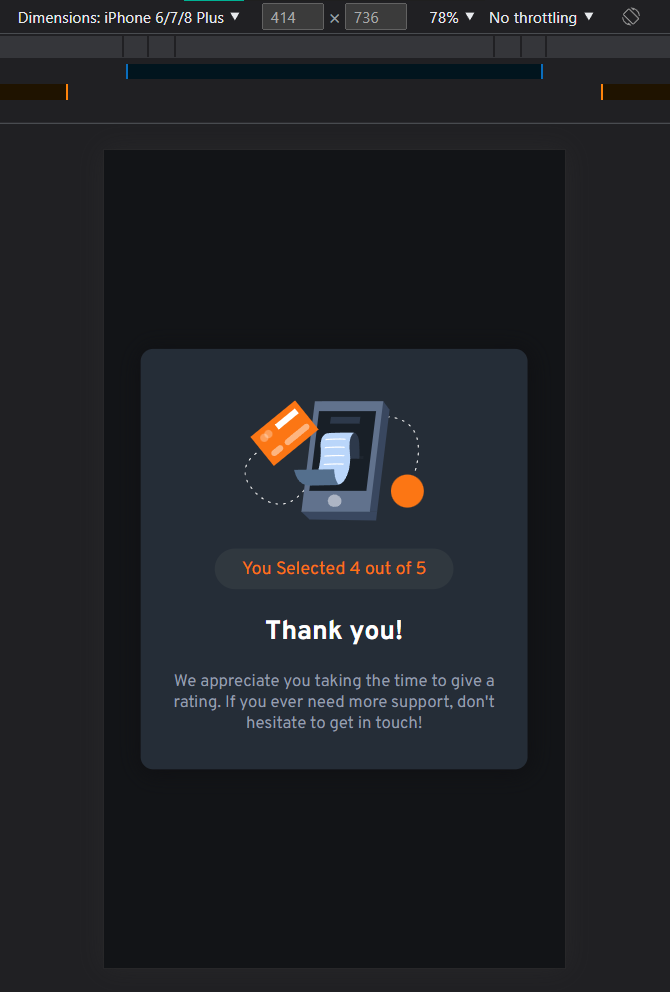 Dimensions: iPhone 6/7/8 Plus ▼ 414 × 736 78% ▼ No throttling ▼
You Selected 4 out of 5
Thank you!
We appreciate you taking the time to give a
rating. If you ever need more support, don't
hesitate to get in touch!